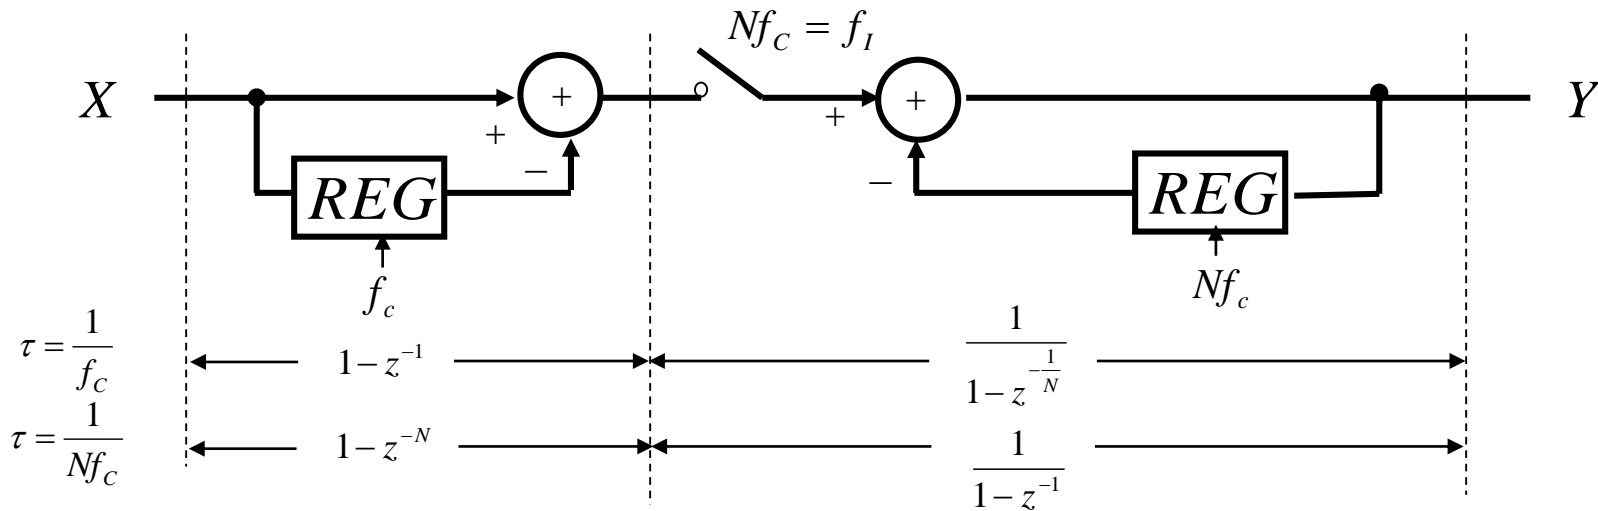 Nf_C = f_I
X + + Y
+ +
− −
REG REG
f_c Nf_c
τ = 1/f_C 1 − z^{-1} 1/(1 − z^{-1/N})
τ = 1/(Nf_C) 1 − z^{-N} 1/(1 − z^{-1})